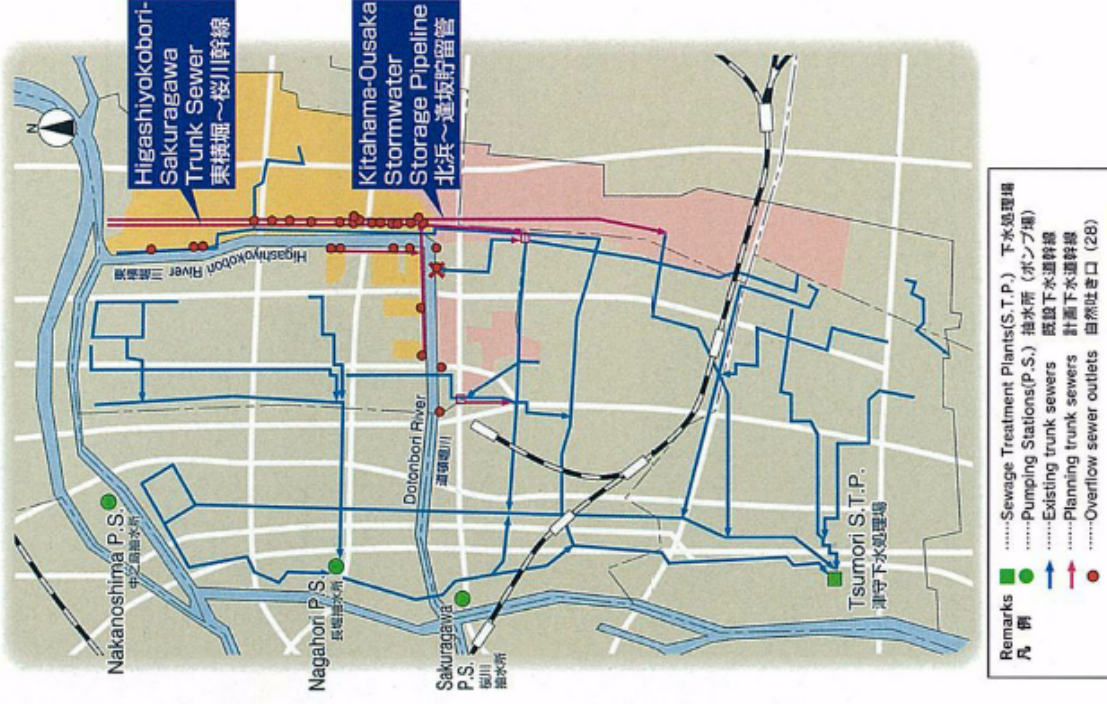 Higashiyokobori-
Sakuragawa
Trunk Sewer
東横堀～桜川幹線
Kitahama-Ousaka
Stormwater
Storage Pipeline
北浜～逢坂貯留管
N
Higashiyokobori River
東横堀川
Dotonbori River
道頓堀川
Nakanoshima P.S.
中之島抽水所
Nagahori P.S.
長堀抽水所
Sakuragawa
P.S.
桜川
抽水所
Tsumori S.T.P.
津守下水処理場
Remarks
凡 例
Sewage Treatment Plants(S.T.P.) 下水処理場
Pumping Stations(P.S.) 抽水所（ポンプ場）
Existing trunk sewers 既設下水道幹線
Planning trunk sewers 計画下水道幹線
Overflow sewer outlets 自然吐き口（28）